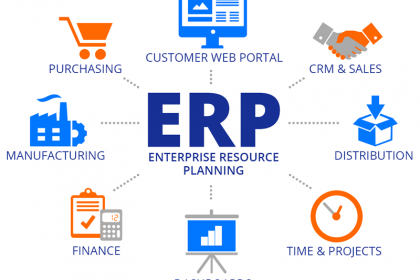 CUSTOMER WEB PORTAL
PURCHASING
CRM & SALES
ERP
ENTERPRISE RESOURCE
PLANNING
MANUFACTURING
DISTRIBUTION
FINANCE
TIME & PROJECTS